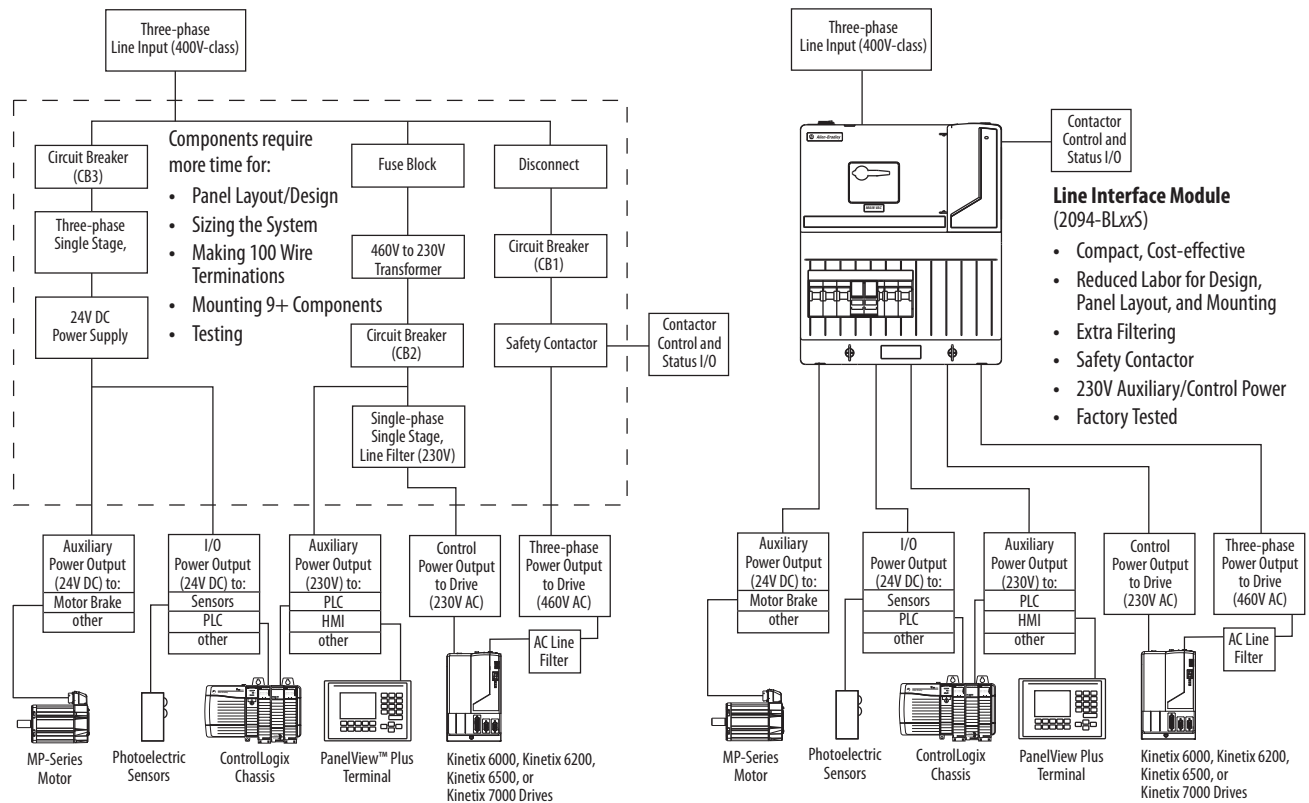 Three-phase
Line Input (400V-class)
Circuit Breaker
(CB3)
Three-phase
Single Stage,
24V DC
Power Supply
Components require
more time for:
• Panel Layout/Design
• Sizing the System
• Making 100 Wire
Terminations
• Mounting 9+ Components
• Testing
Fuse Block
460V to 230V
Transformer
Circuit Breaker
(CB2)
Single-phase
Single Stage,
Line Filter (230V)
Disconnect
Circuit Breaker
(CB1)
Safety Contactor
Contactor
Control and
Status I/O
Auxiliary
Power Output
(24V DC) to:
Motor Brake
other
I/O
Power Output
(24V DC) to:
Sensors
PLC
other
Auxiliary
Power Output
(230V) to:
PLC
HMI
other
Control
Power Output
to Drive
(230V AC)
Three-phase
Power Output
to Drive
(460V AC)
AC Line
Filter
MP-Series
Motor
Photoelectric
Sensors
ControlLogix
Chassis
PanelView™ Plus
Terminal
Kinetix 6000, Kinetix 6200,
Kinetix 6500, or
Kinetix 7000 Drives
Three-phase
Line Input (400V-class)
Allen-Bradley
Contactor
Control and
Status I/O
Line Interface Module
(2094-BLxxS)
• Compact, Cost-effective
• Reduced Labor for Design,
Panel Layout, and Mounting
• Extra Filtering
• Safety Contactor
• 230V Auxiliary/Control Power
• Factory Tested
Auxiliary
Power Output
(24V DC) to:
Motor Brake
other
I/O
Power Output
(24V DC) to:
Sensors
PLC
other
Auxiliary
Power Output
(230V) to:
PLC
HMI
other
Control
Power Output
to Drive
(230V AC)
Three-phase
Power Output
to Drive
(460V AC)
AC Line
Filter
MP-Series
Motor
Photoelectric
Sensors
ControlLogix
Chassis
PanelView Plus
Terminal
Kinetix 6000, Kinetix 6200,
Kinetix 6500, or
Kinetix 7000 Drives